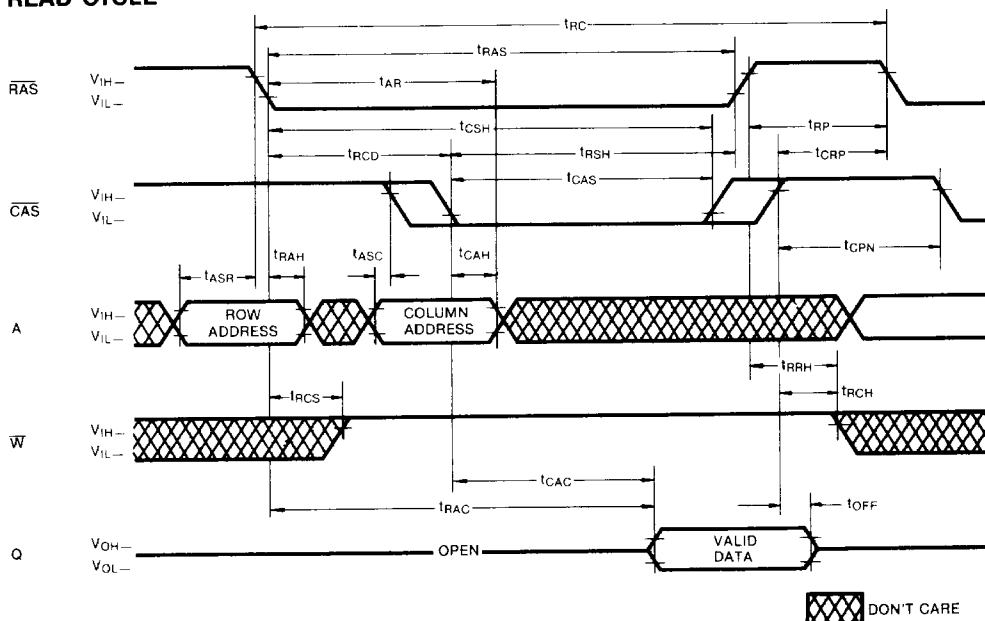 READ CYCLE
tRC
tRAS
tAR
RAS
VIH
VIL
tCSH
tRP
tRCD
tRSH
tCRP
tCAS
CAS
VIH
VIL
tCPN
tASR
tRAH
tASC
tCAH
A
VIH
VIL
ROW ADDRESS
COLUMN ADDRESS
tRRH
tRCS
tRCH
W
VIH
VIL
tCAC
tRAC
tOFF
Q
VOH
VOL
OPEN
VALID DATA
DON'T CARE